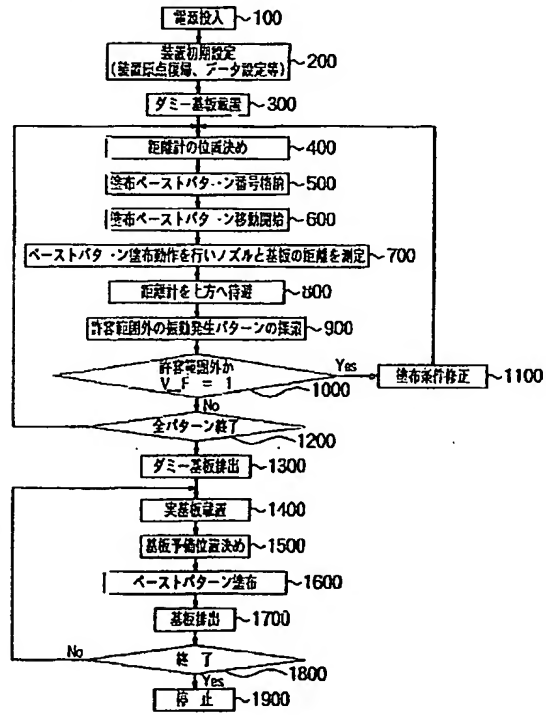 電源投入
100
装置初期設定
(装置原点復帰、データ設定等)
200
ダミー基板載置
300
距離計の位置決め
400
塗布ペーストパターン番号格納
500
塗布ペーストパターン移動開始
600
ペーストパターン塗布動作を行いノズルと基板の距離を測定
700
距離計を上方へ待避
800
許容範囲外の振動発生パターンの探索
900
許容範囲外か
V_F = 1
1000
Yes
塗布条件修正
1100
No
全パターン終了
1200
ダミー基板排出
1300
実基板載置
1400
基板予備位置決め
1500
ペーストパターン塗布
1600
基板排出
1700
No
終 了
1800
Yes
停 止
1900